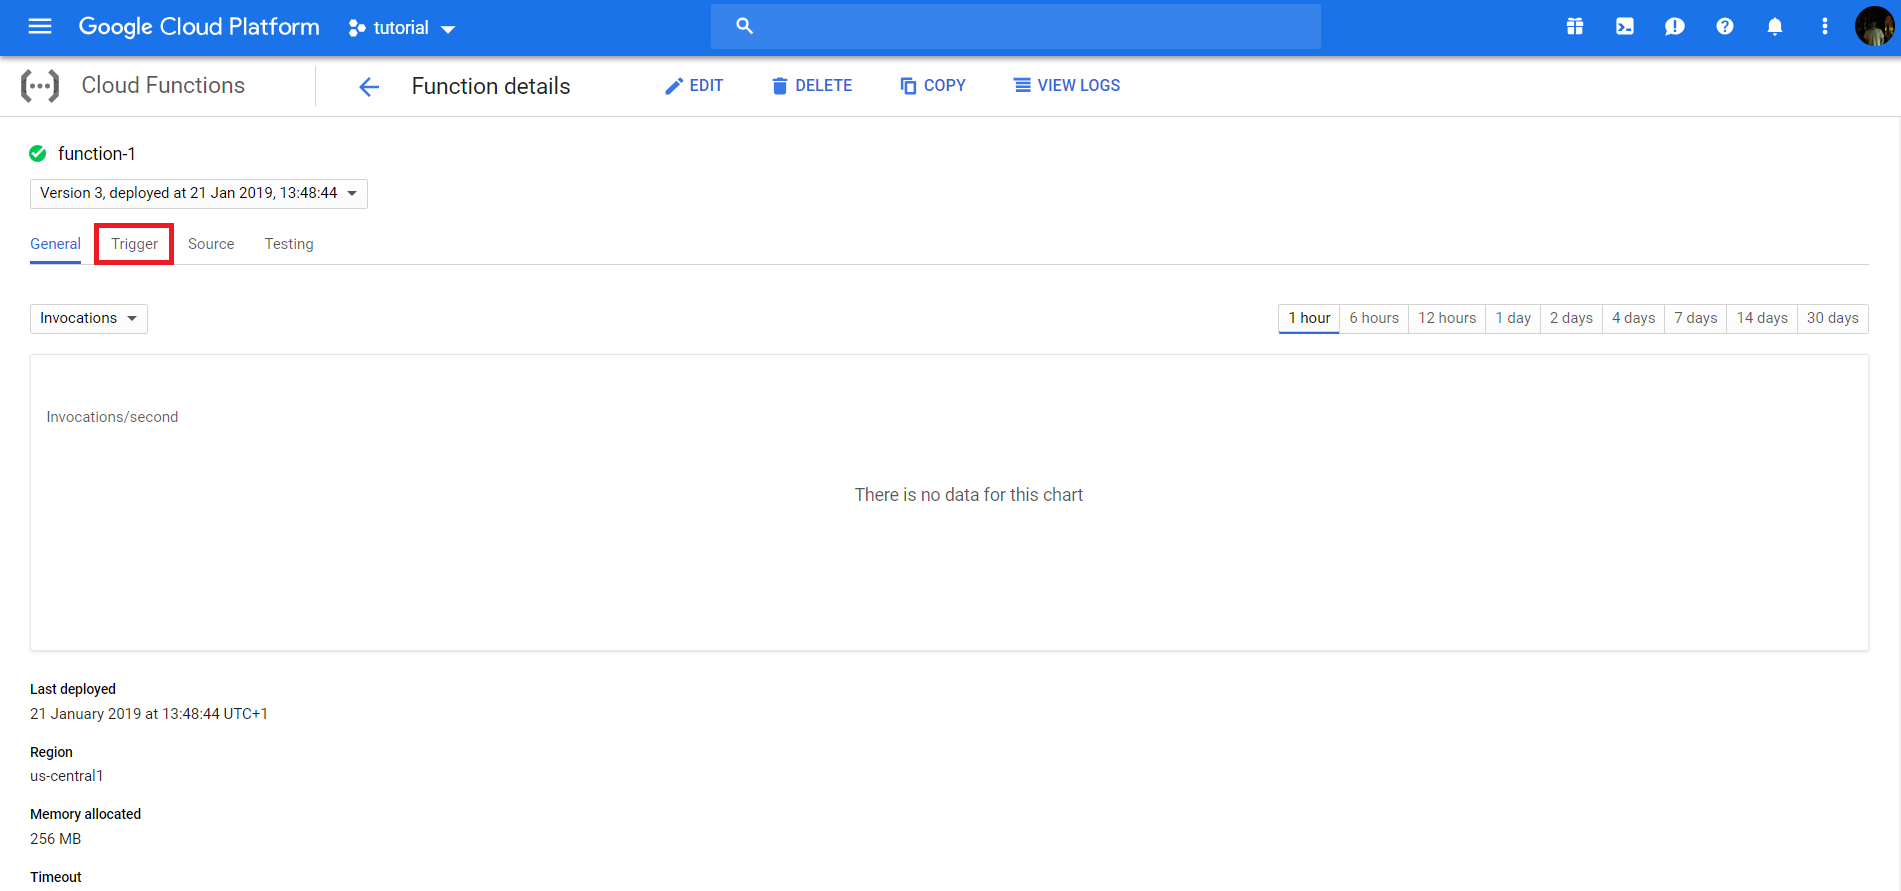 Google Cloud Platform tutorial
Cloud Functions Function details EDIT DELETE COPY VIEW LOGS
function-1
Version 3, deployed at 21 Jan 2019, 13:48:44
General Trigger Source Testing
Invocations 1 hour 6 hours 12 hours 1 day 2 days 4 days 7 days 14 days 30 days
Invocations/second
There is no data for this chart
Last deployed
21 January 2019 at 13:48:44 UTC+1
Region
us-central1
Memory allocated
256 MB
Timeout